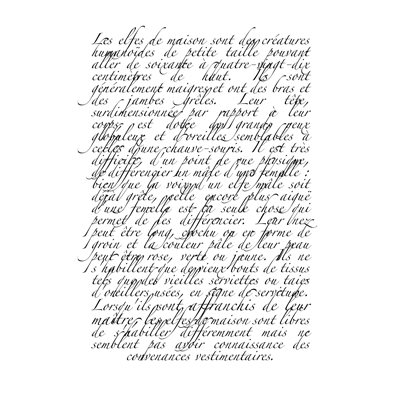 Les elfes de maison sont des créatures
humanoïdes de petite taille pouvant
aller de soixante à quatre-vingt-dix
centimètres de haut. Ils sont
généralement maigres et ont des bras et
des jambes grêles. Leur tête,
surdimensionnée par rapport à leur
corps est dotée d'un grand yeux
globuleux et d'oreilles semblables à
celles d'une chauve-souris. Il est très
difficile, d'un point de vue physique,
de différencier un mâle d'une femelle :
bien que la voix d'un elfe mâle soit
déjà grêle, celle encore plus aiguë
d'une femelle est la seule chose qui
permet de les différencier. Leur nez
peut être long, crochu ou en forme de
groin et la couleur pâle de leur peau
peut être rose, verte ou jaune. Ils ne
s'habillent que de vieux bouts de tissus
tels que des vieilles serviettes ou taies
d'oreillers usées, en signe de servitude.
Lorsqu'ils sont affranchis de leur
maître, les elfes de maison sont libres
de s'habiller différemment mais ne
semblent pas avoir connaissance des
convenances vestimentaires.